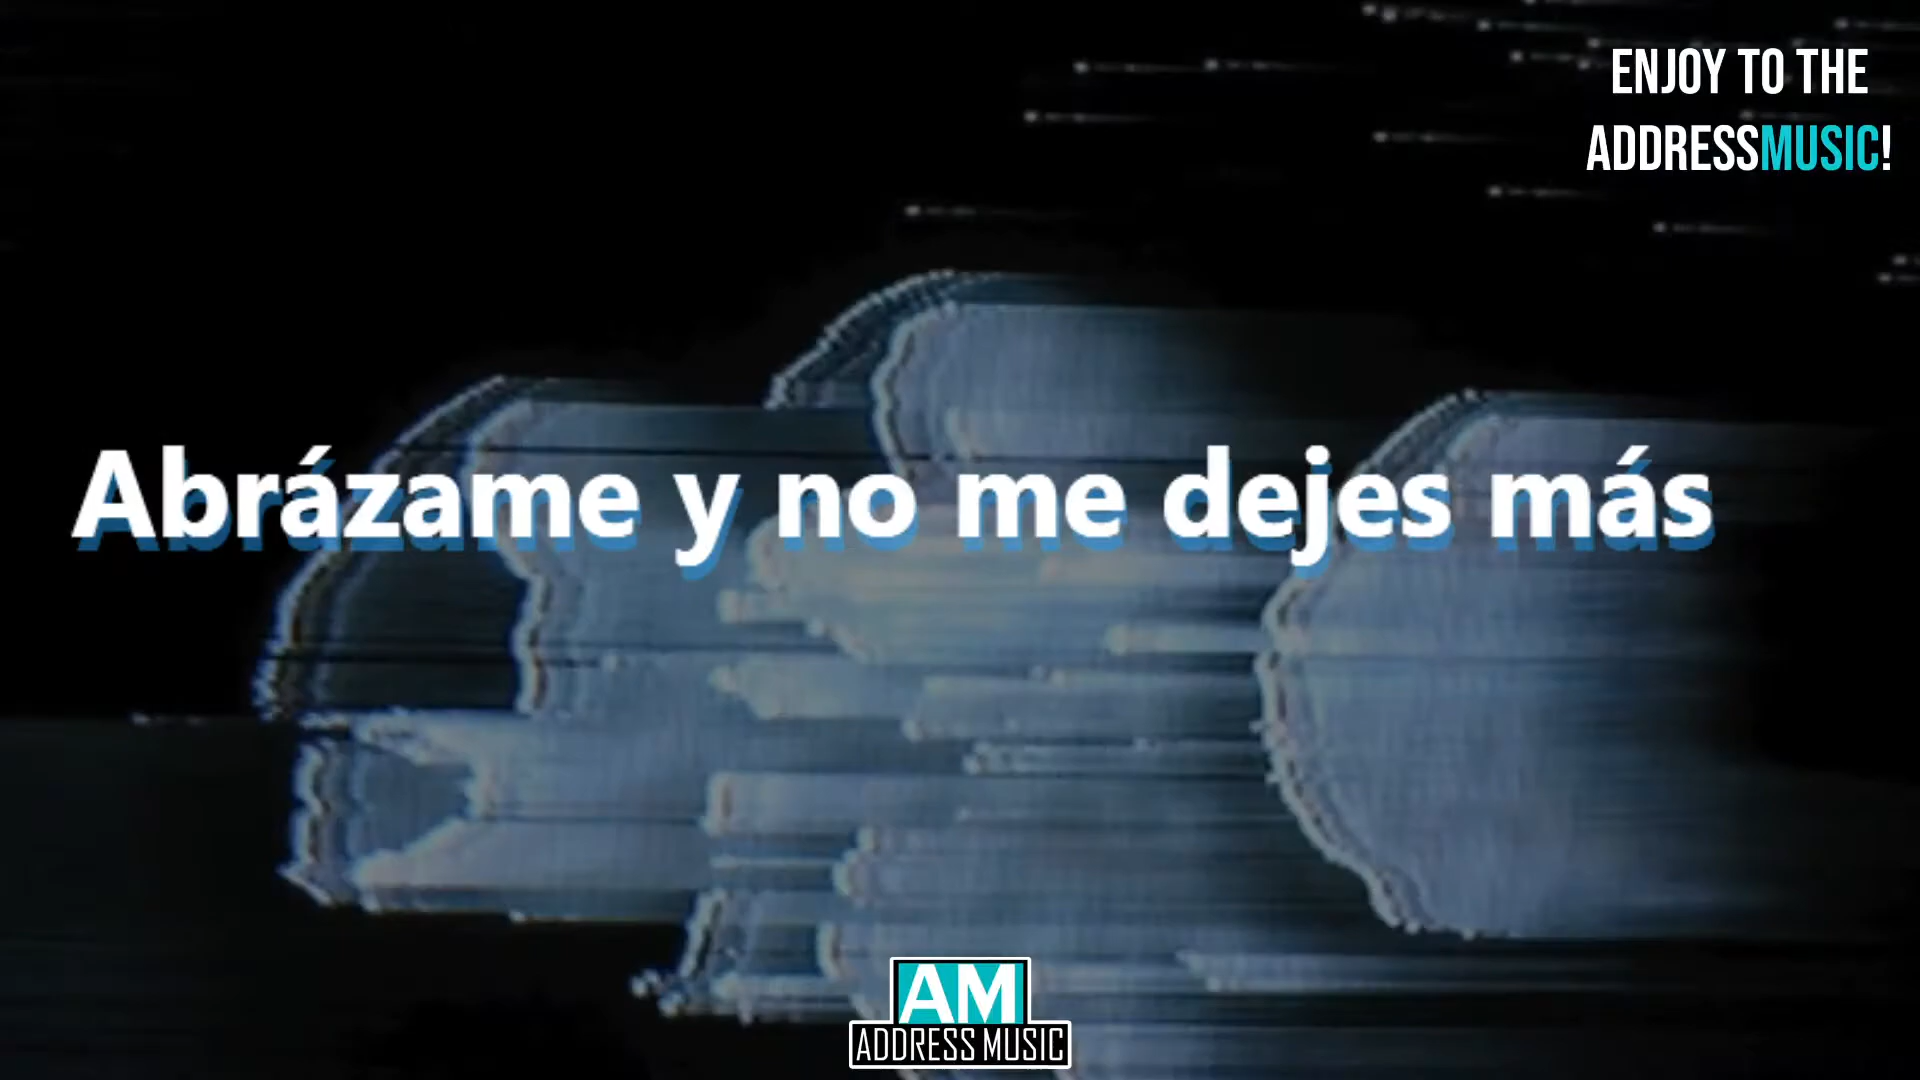 ENJOY TO THE
ADDRESSMUSIC!
Abrázame y no me dejes más
AM
ADDRESS MUSIC